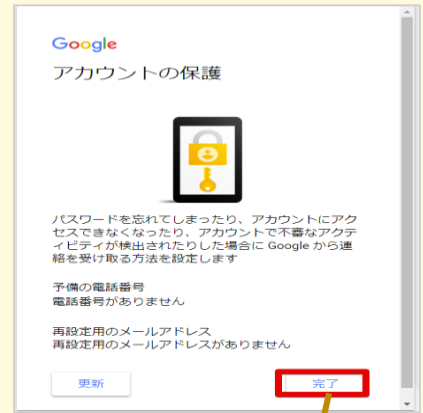 Google
アカウントの保護
パスワードを忘れてしまったり、アカウントにアク
セスできなくなったり、アカウントで不審なアクテ
ィビティが検出されたりした場合に Google から連
絡を受け取る方法を設定します
予備の電話番号
電話番号がありません
再設定用のメールアドレス
再設定用のメールアドレスがありません
更新 完了